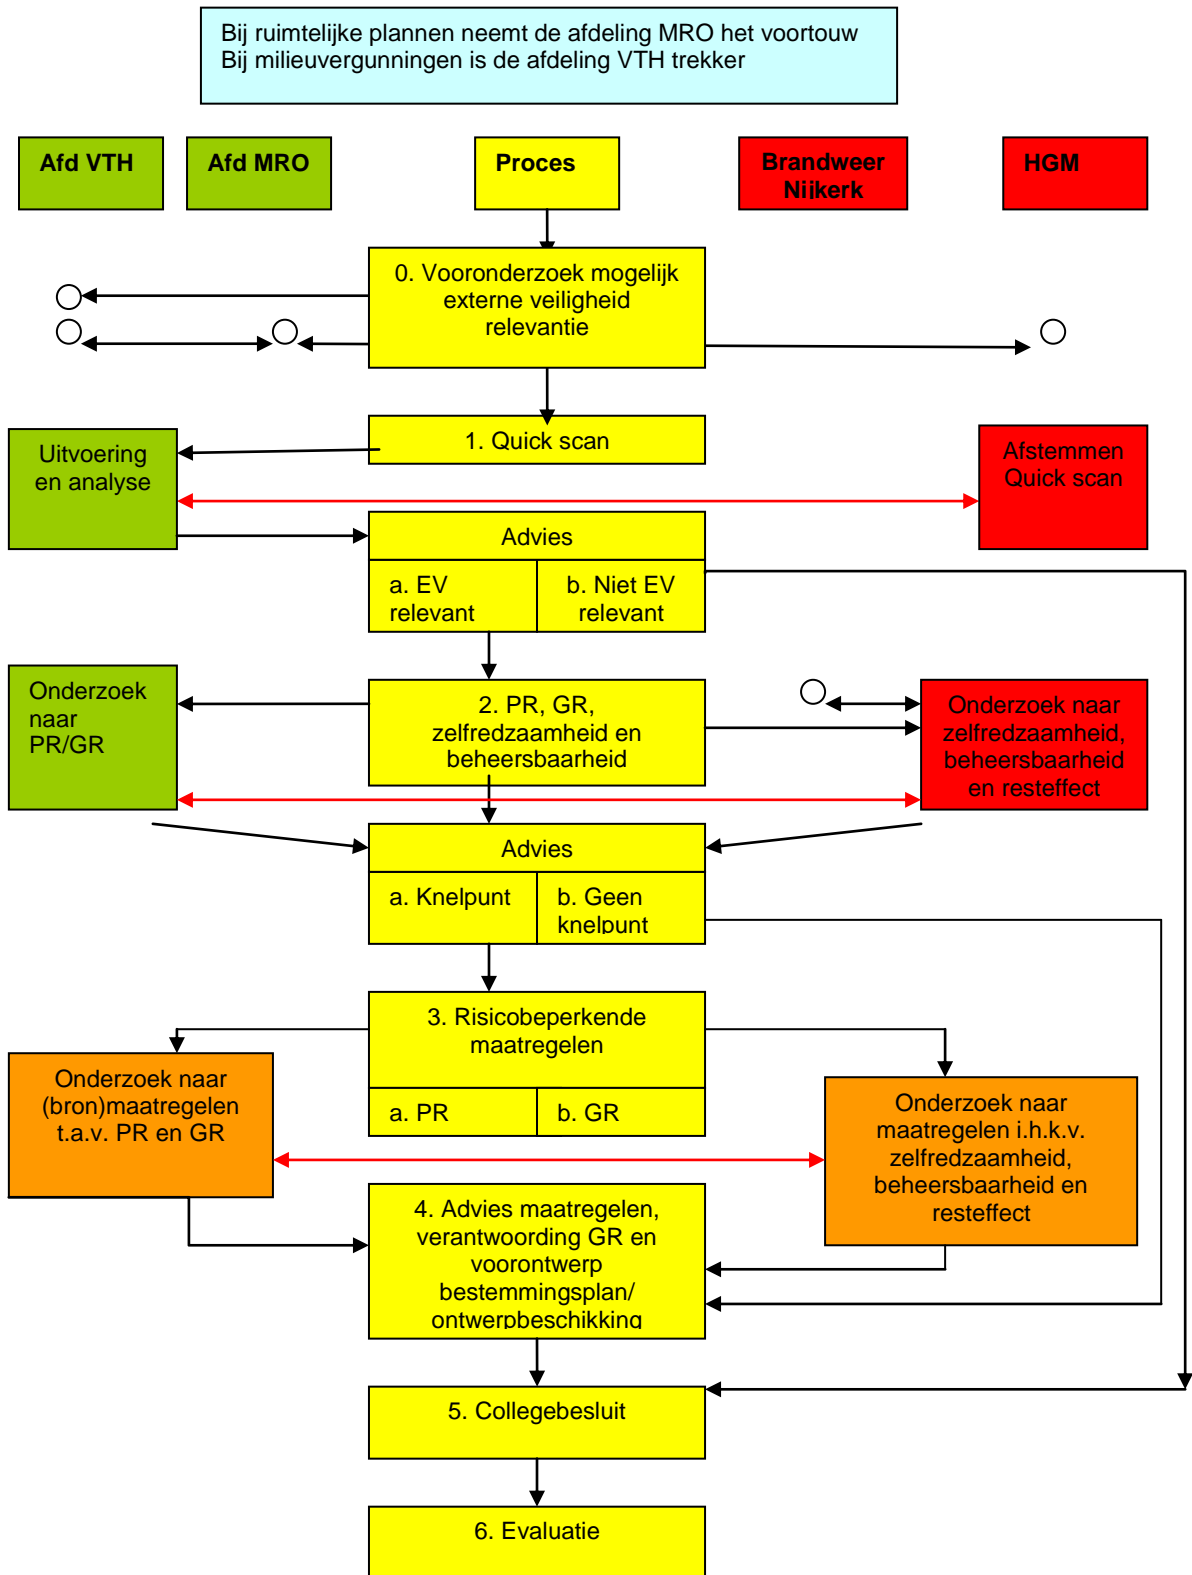 Bij ruimtelijke plannen neemt de afdeling MRO het voortouw
Bij milieuvergunningen is de afdeling VTH trekker
Afd VTH
Afd MRO
Proces
Brandweer
Nijkerk
HGM
0. Vooronderzoek mogelijk
externe veiligheid
relevantie
1. Quick scan
Uitvoering
en analyse
Afstemmen
Quick scan
Advies
a. EV
relevant
b. Niet EV
relevant
Onderzoek
naar
PR/GR
2. PR, GR,
zelfredzaamheid en
beheersbaarheid
Onderzoek naar
zelfredzaamheid,
beheersbaarheid
en resteffect
Advies
a. Knelpunt
b. Geen
knelpunt
3. Risicobeperkende
maatregelen
a. PR
b. GR
Onderzoek naar
(bron)maatregelen
t.a.v. PR en GR
Onderzoek naar
maatregelen i.h.k.v.
zelfredzaamheid,
beheersbaarheid en
resteffect
4. Advies maatregelen,
verantwoording GR en
voorontwerp
bestemmingsplan/
ontwerpbeschikking
5. Collegebesluit
6. Evaluatie